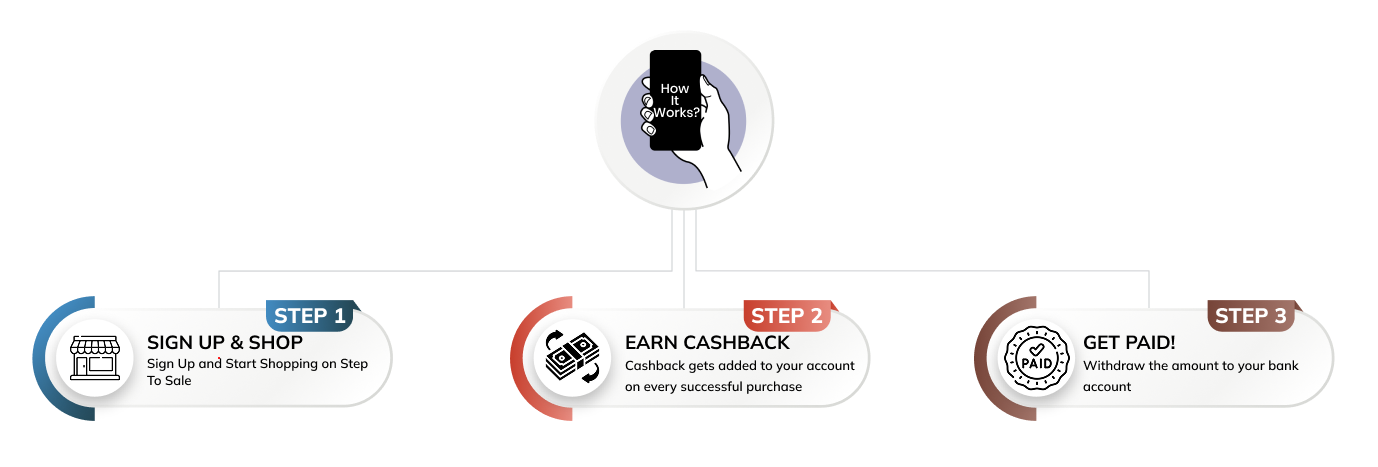 How
It
Works?
STEP 1
SIGN UP & SHOP
Sign Up and Start Shopping on Step
To Sale
STEP 2
EARN CASHBACK
Cashback gets added to your account
on every successful purchase
STEP 3
PAID
GET PAID!
Withdraw the amount to your bank
account